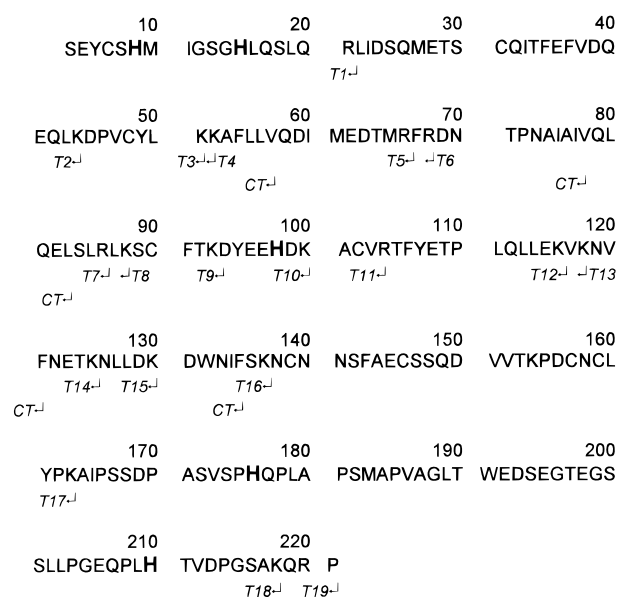 10 20 30 40
SEYCSHM IGSGHLQSLQ RLIDSQMETS CQITFEFVDQ
T1↵
50 60 70 80
EQLKDPVCYL KKAFLLVQDI MEDTMRFRDN TPNAIAIVQL
T2↵ T3↵ ↵T4 T5↵ ↵T6
CT↵ CT↵
90 100 110 120
QELSLRLKSC FTKDYEEHDK ACVRTFYETP LQLLEKVKNV
T7↵ ↵T8 T9↵ T10↵ T11↵ T12↵ ↵T13
CT↵
130 140 150 160
FNETKNLLDK DWNIFSKNCN NSFAECSSQD VVTKPDCNCL
T14↵ T15↵ T16↵
CT↵ CT↵
170 180 190 200
YPKAIPSSDP ASVSPHQPLA PSMAPVAGLT WEDSEGTEGS
T17↵
210 220
SLLPGEQPLH TVDPGSAKQR P
T18↵ T19↵